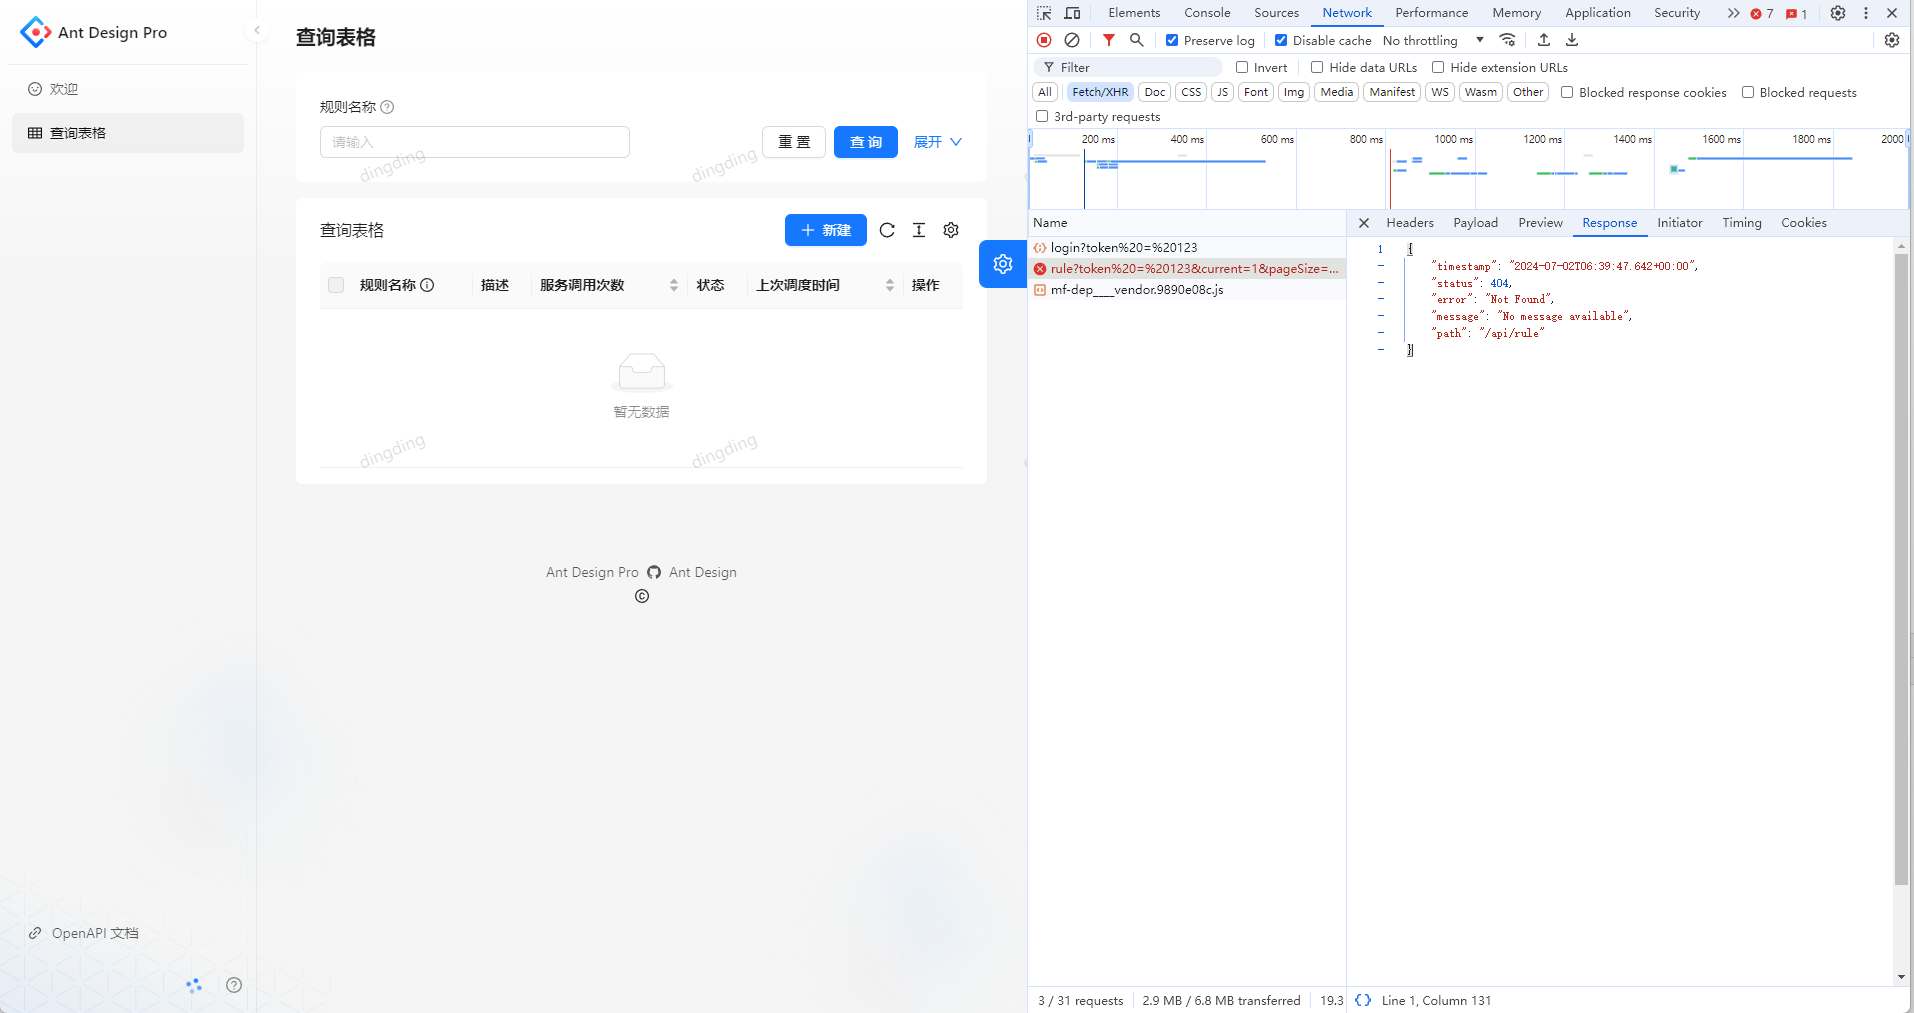 Ant Design Pro
欢迎
查询表格
OpenAPI 文档
查询表格
规则名称
请输入
重 置
查 询
展开
dingding
dingding
查询表格
新建
规则名称
描述
服务调用次数
状态
上次调度时间
操作
暂无数据
dingding
dingding
Ant Design Pro
Ant Design
©
Elements
Console
Sources
Network
Performance
Memory
Application
Security
7
1
Preserve log
Disable cache
No throttling
Filter
Invert
Hide data URLs
Hide extension URLs
All
Fetch/XHR
Doc
CSS
JS
Font
Img
Media
Manifest
WS
Wasm
Other
Blocked response cookies
Blocked requests
3rd-party requests
200 ms
400 ms
600 ms
800 ms
1000 ms
1200 ms
1400 ms
1600 ms
1800 ms
2000
Name
login?token%20=%20123
rule?token%20=%20123&current=1&pageSize=...
mf-dep____vendor.9890e08c.js
Headers
Payload
Preview
Response
Initiator
Timing
Cookies
1 {
- "timestamp": "2024-07-02T06:39:47.642+00:00",
- "status": 404,
- "error": "Not Found",
- "message": "No message available",
- "path": "/api/rule"
- }
3 / 31 requests
2.9 MB / 6.8 MB transferred
19.3
{}
Line 1, Column 131